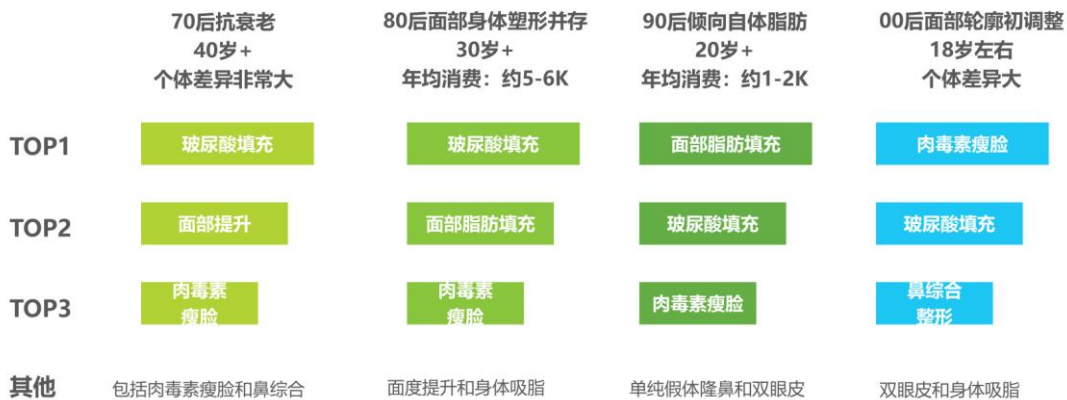 70后抗衰老
40岁+
个体差异非常大
80后面部身体塑形并存
30岁+
年均消费：约5-6K
90后倾向自体脂肪
20岁+
年均消费：约1-2K
00后面部轮廓初调整
18岁左右
个体差异大
TOP1
玻尿酸填充
玻尿酸填充
面部脂肪填充
肉毒素瘦脸
TOP2
面部提升
面部脂肪填充
玻尿酸填充
玻尿酸填充
TOP3
肉毒素
瘦脸
肉毒素
瘦脸
肉毒素瘦脸
鼻综合
整形
其他
包括肉毒素瘦脸和鼻综合
面度提升和身体吸脂
单纯假体隆鼻和双眼皮
双眼皮和身体吸脂